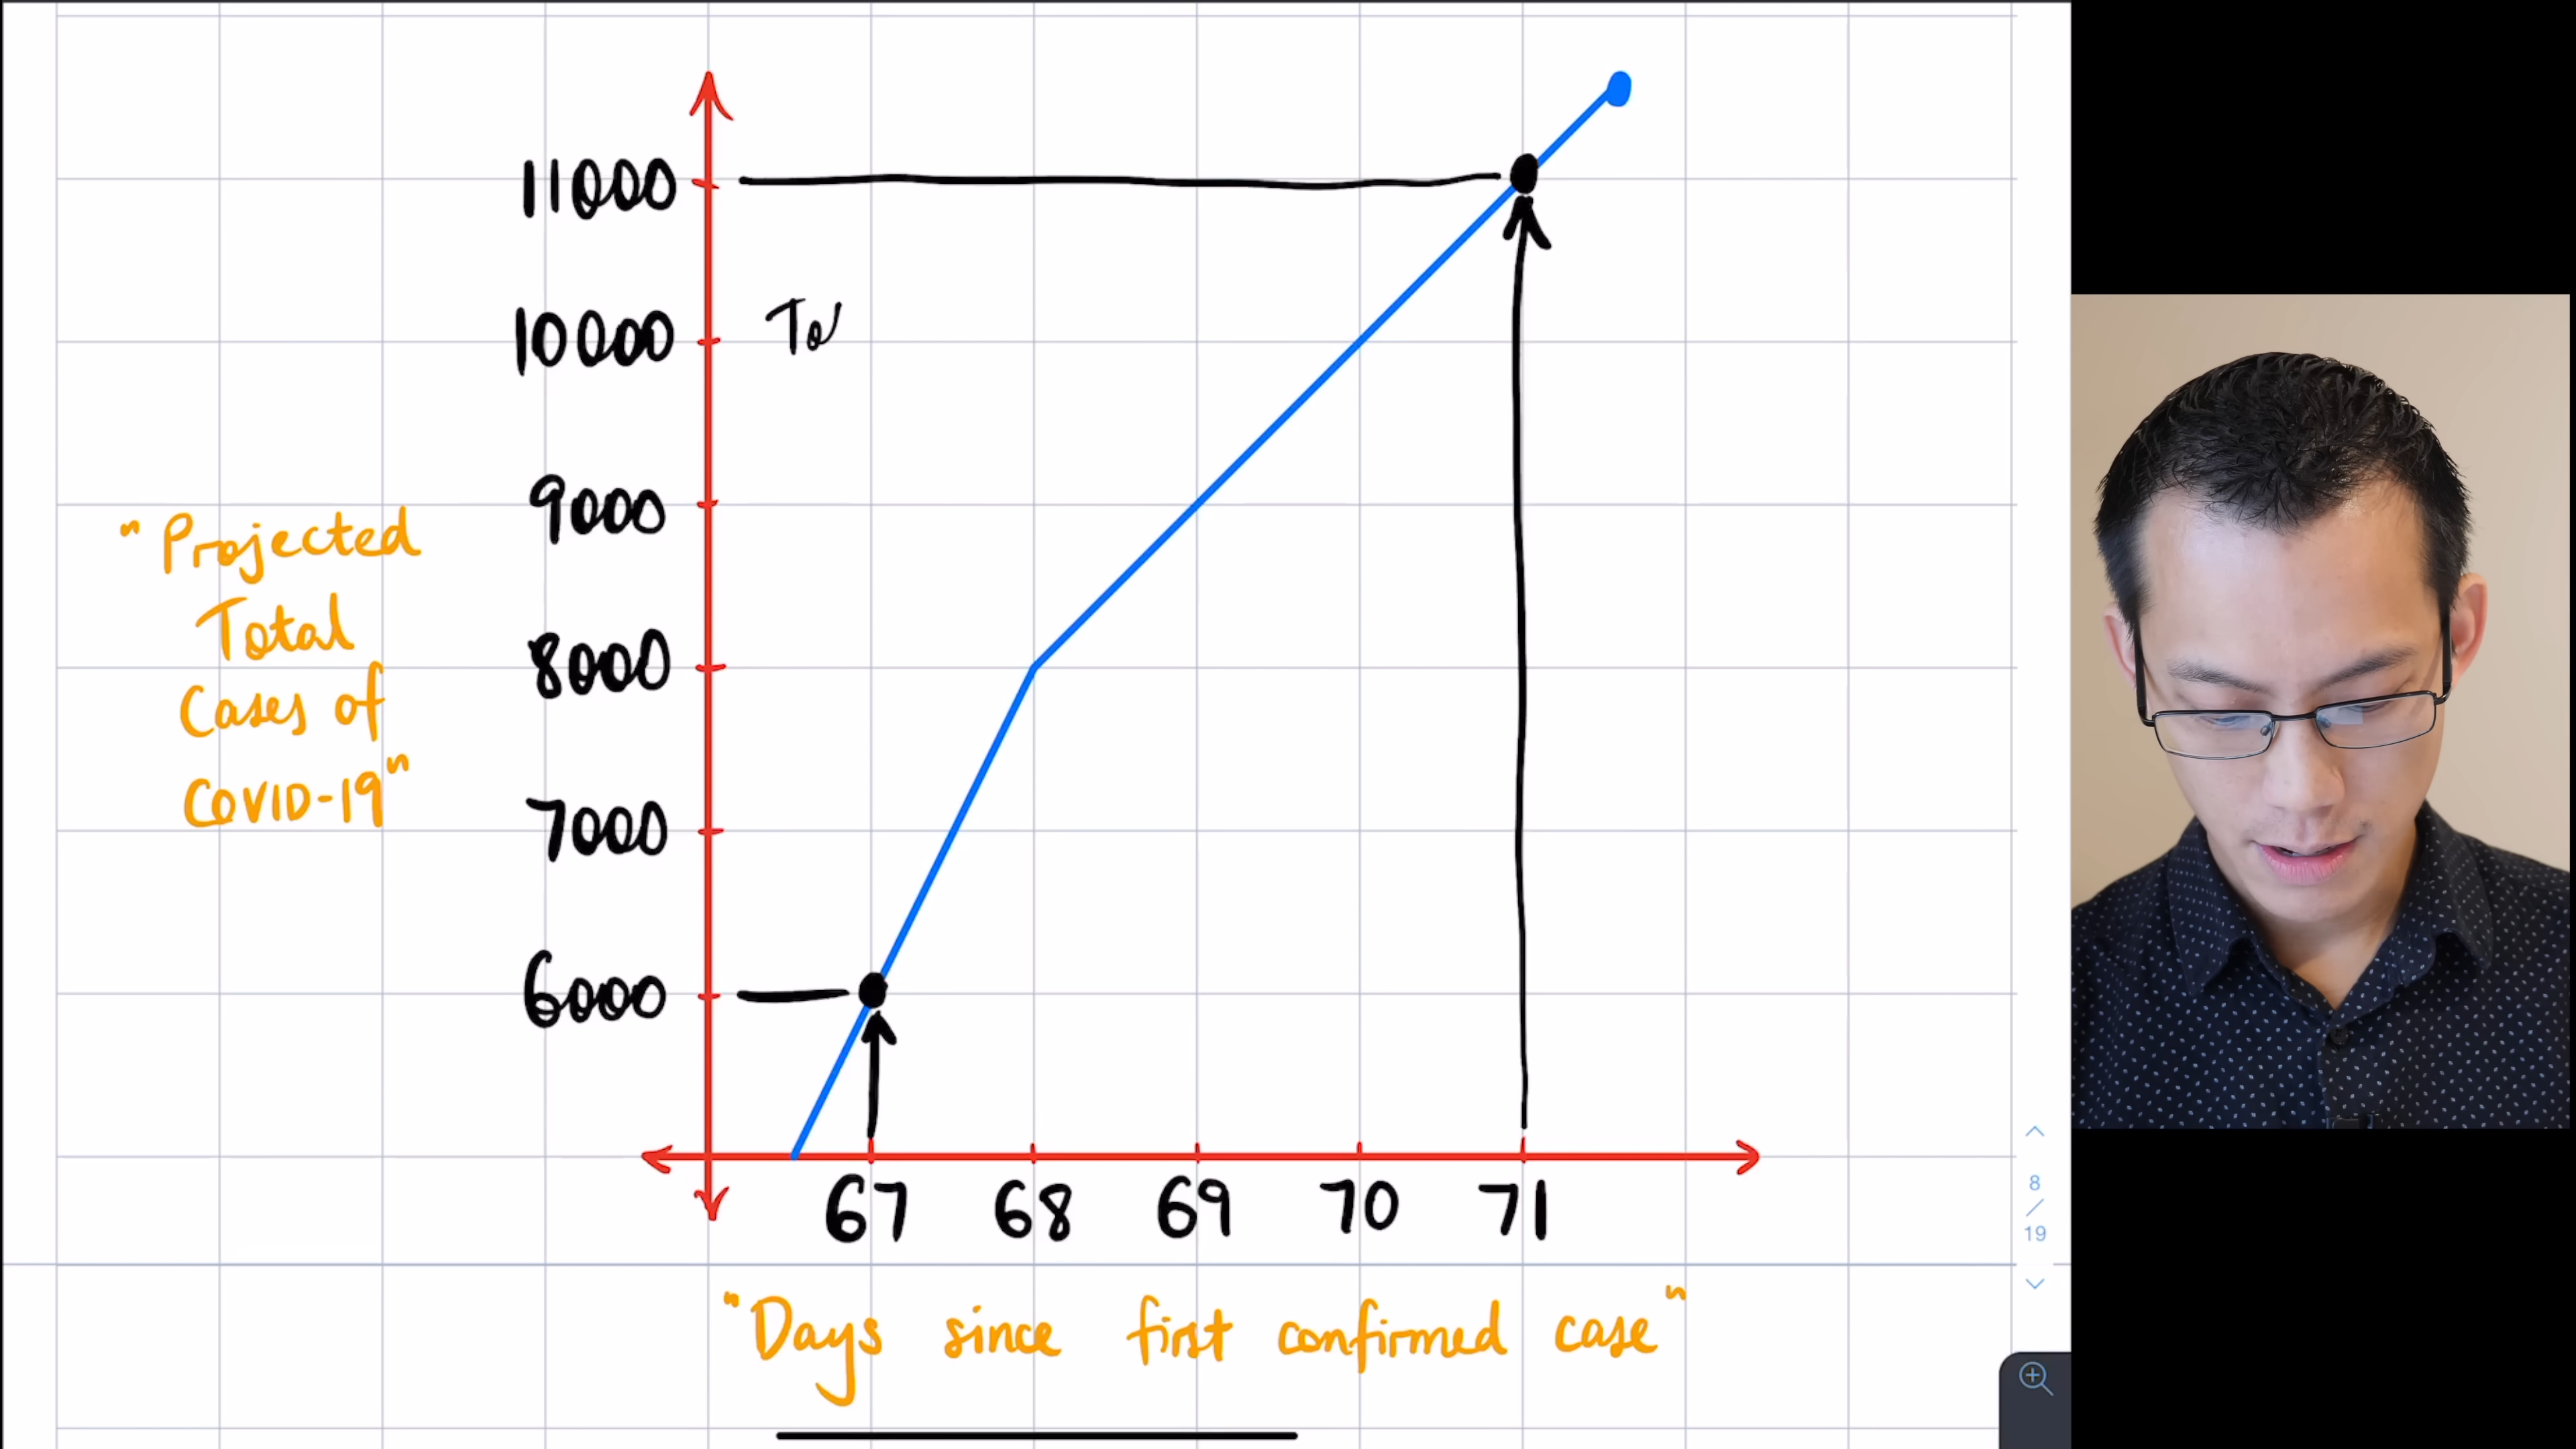 11000
10000
To
9000
"Projected
Total
Cases of
COVID-19"
8000
7000
6000
67 68 69 70 71
"Days since first confirmed case"
8
/
19